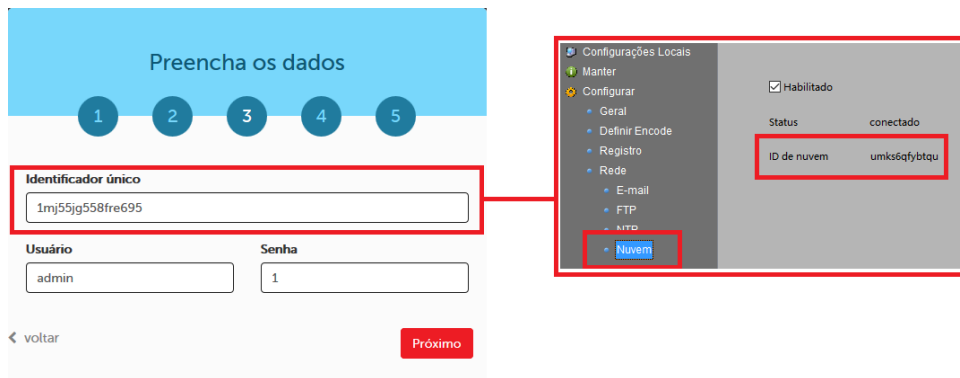 Preencha os dados
1 2 3 4 5
Identificador único
1mj55jg558fre695
Usuário Senha
admin 1
voltar Próximo
Configurações Locais
Manter
Configurar
Geral
Definir Encode
Registro
Rede
E-mail
FTP
NTP
Nuvem
Habilitado
Status conectado
ID de nuvem umks6qfybtqu